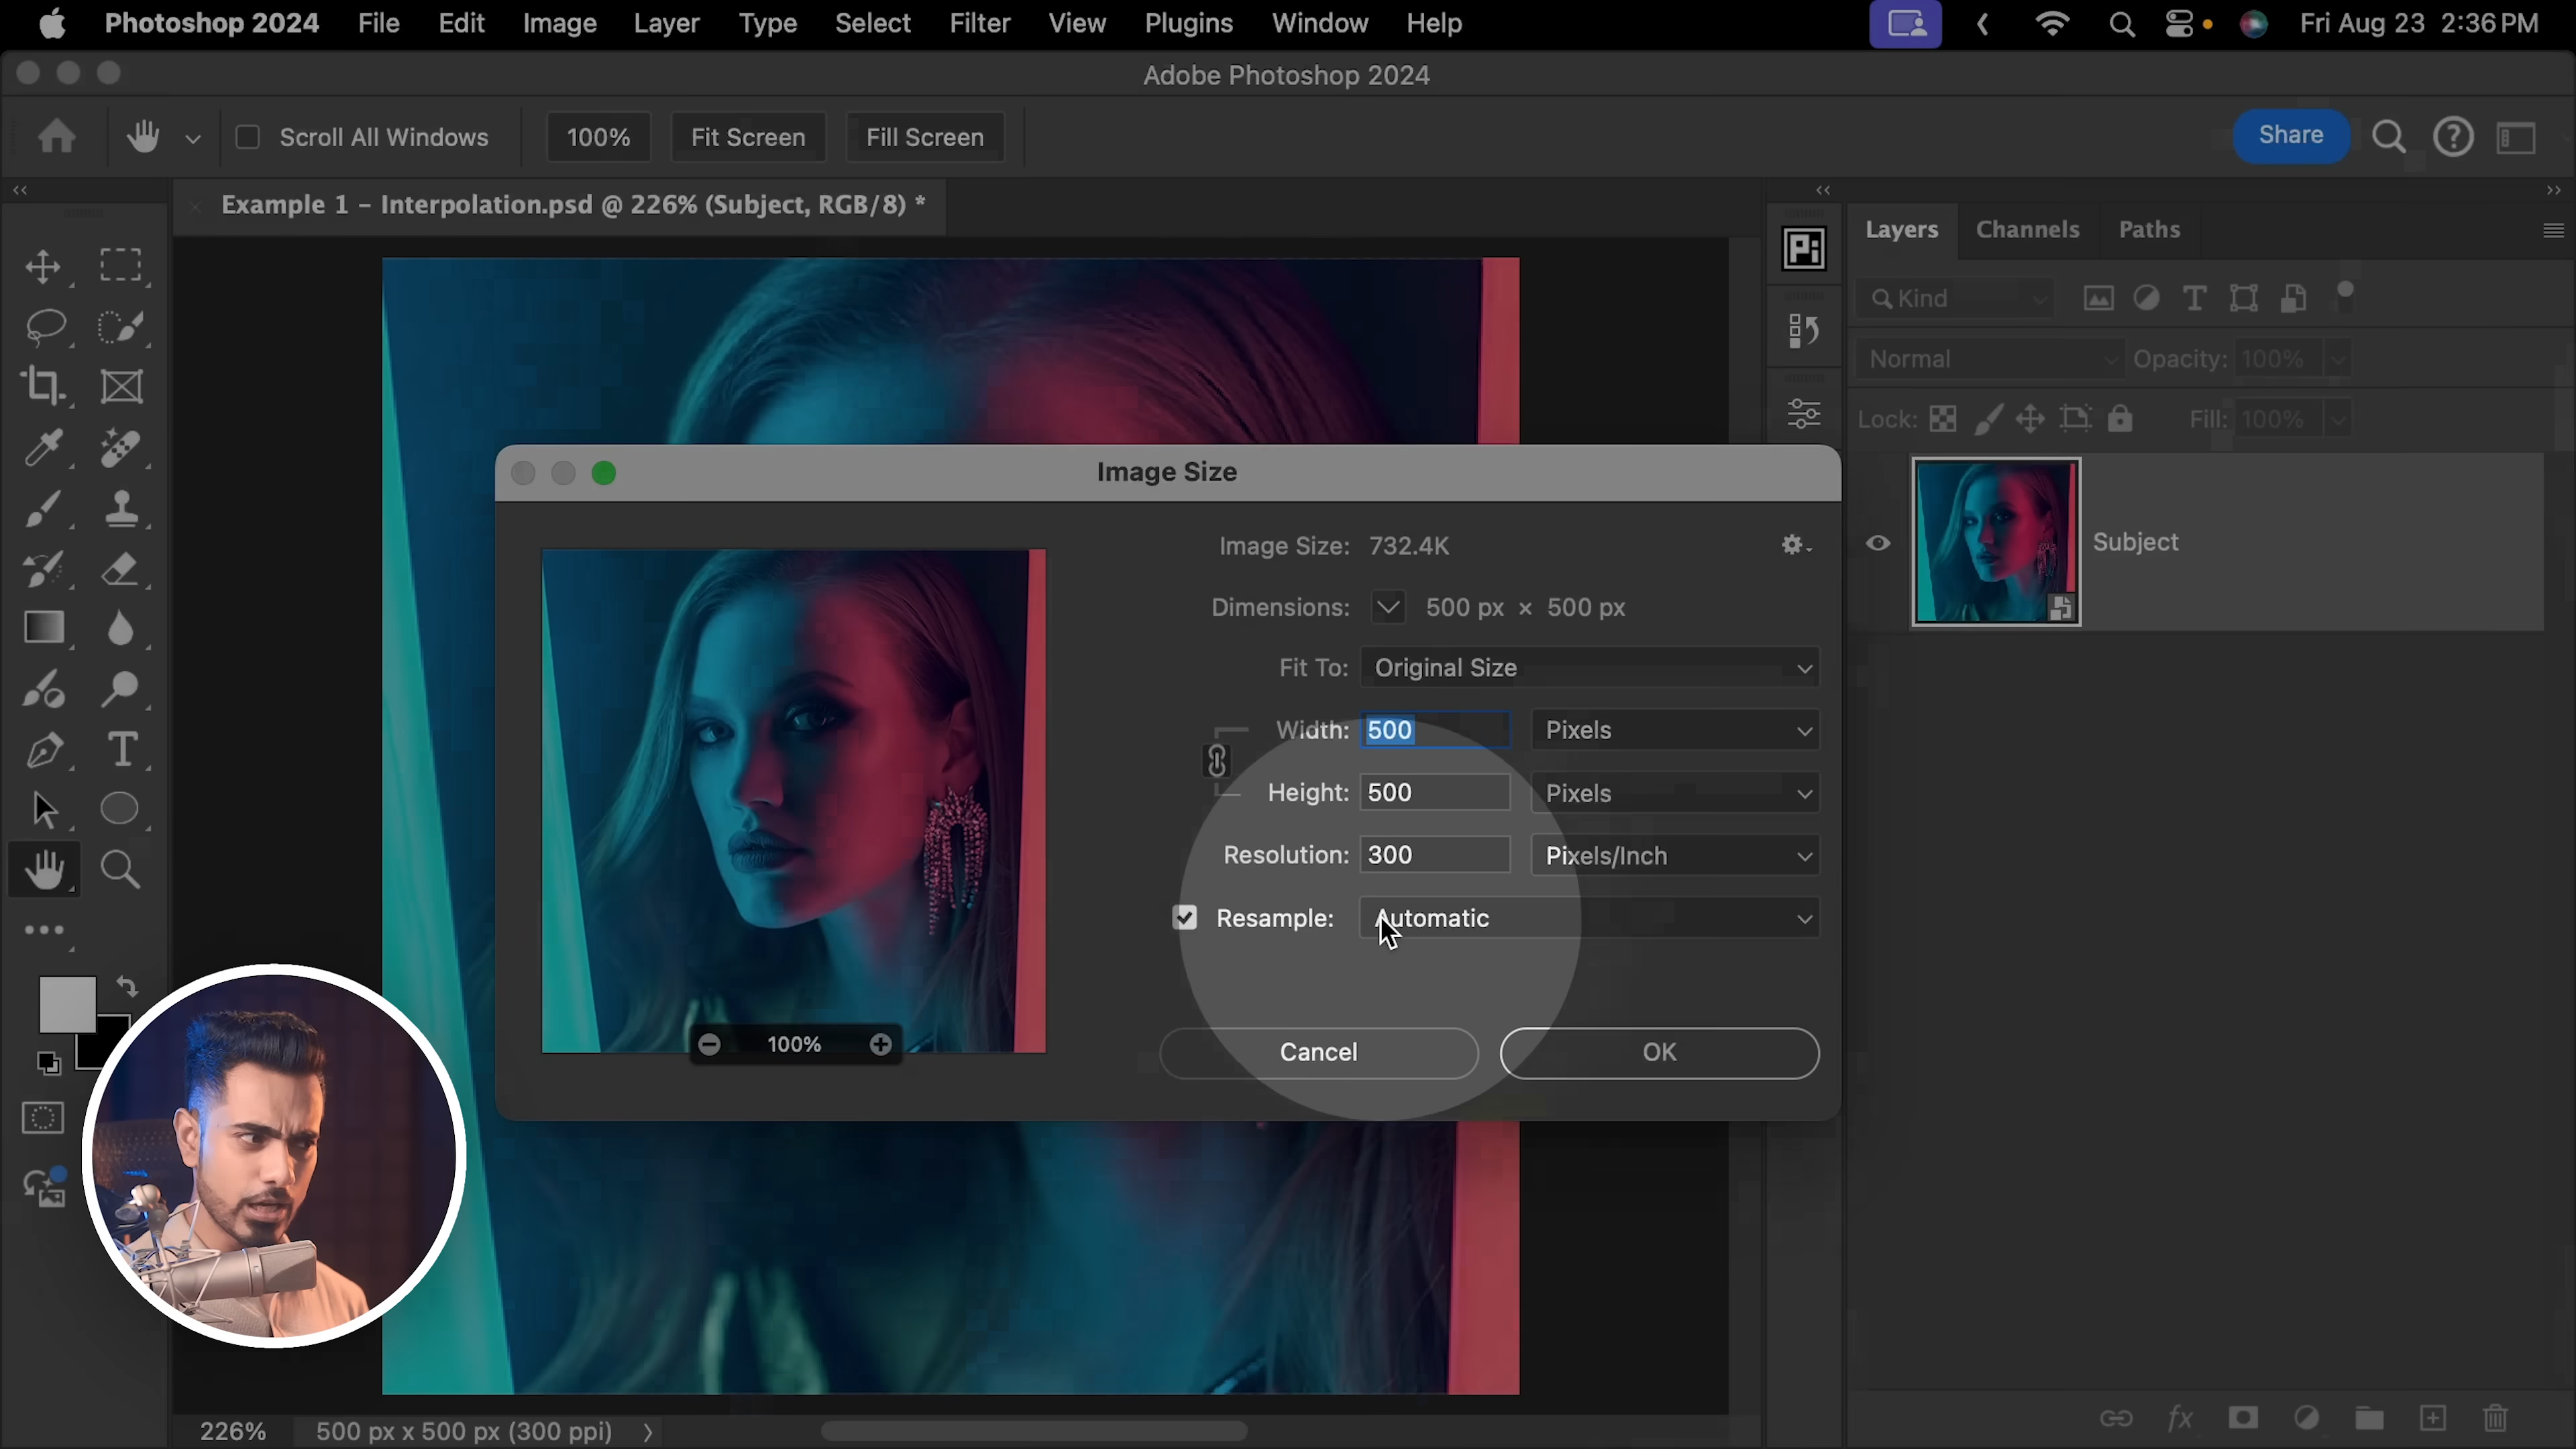 Photoshop 2024 File Edit Image Layer Type Select Filter View Plugins Window Help Fri Aug 23 2:36 PM
Adobe Photoshop 2024
Scroll All Windows 100% Fit Screen Fill Screen Share
Example 1 – Interpolation.psd @ 226% (Subject, RGB/8) *
Pi
Layers Channels Paths
Kind
Normal Opacity: 100%
Lock: Fill: 100%
Subject
Image Size
Image Size: 732.4K
Dimensions: 500 px × 500 px
Fit To: Original Size
Width: 500 Pixels
Height: 500 Pixels
Resolution: 300 Pixels/Inch
Resample: Automatic
100%
Cancel OK
226% 500 px x 500 px (300 ppi)
fx